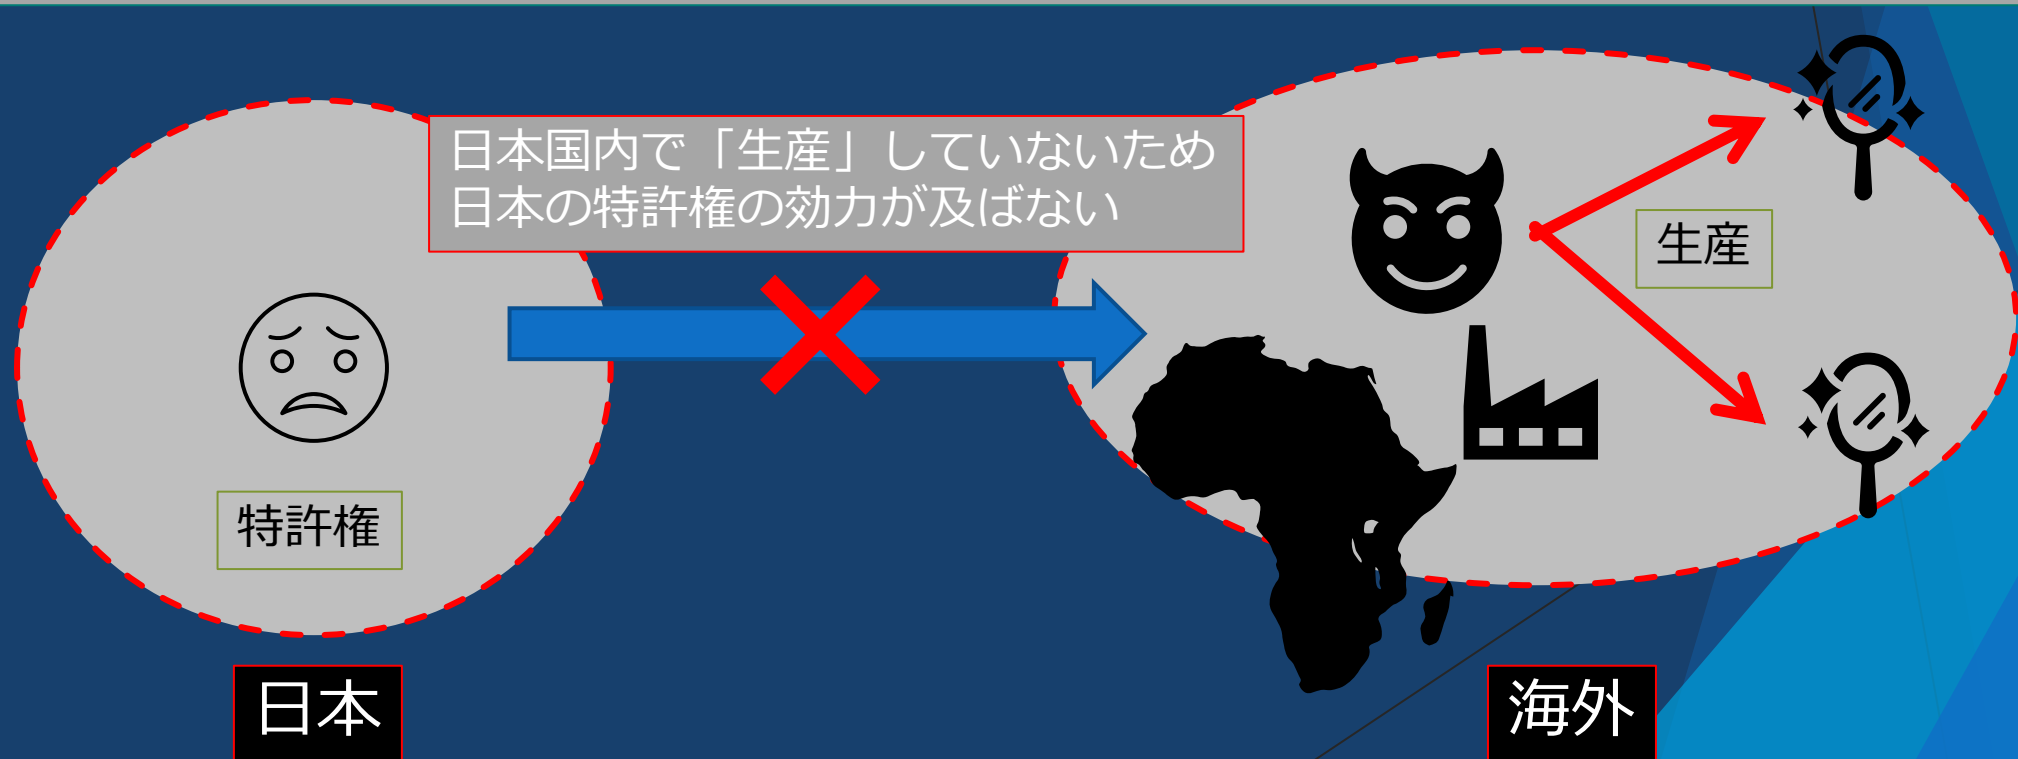 日本国内で「生産」していないため
日本の特許権の効力が及ばない
生産
特許権
日本
海外